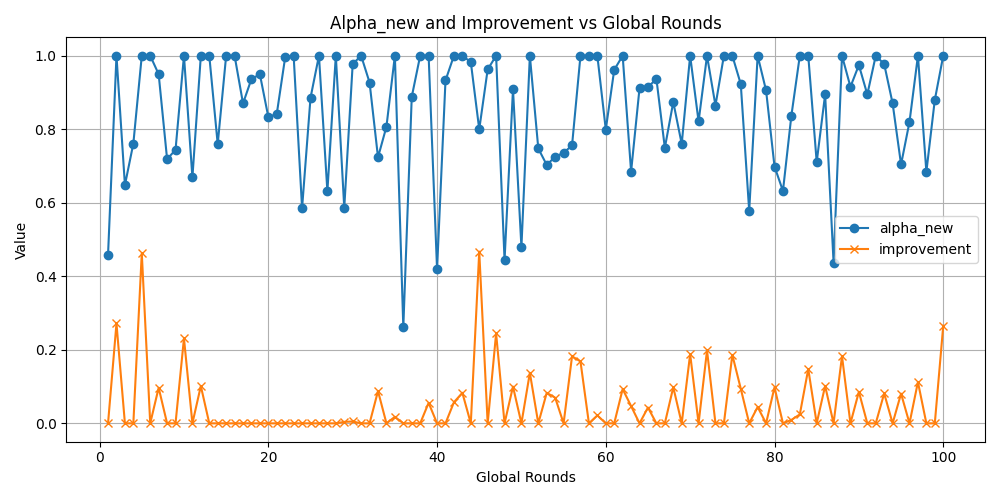 Alpha_new and Improvement vs Global Rounds
1.0
0.8
0.6
0.4
0.2
0.0
Value
alpha_new
improvement
0 20 40 60 80 100
Global Rounds